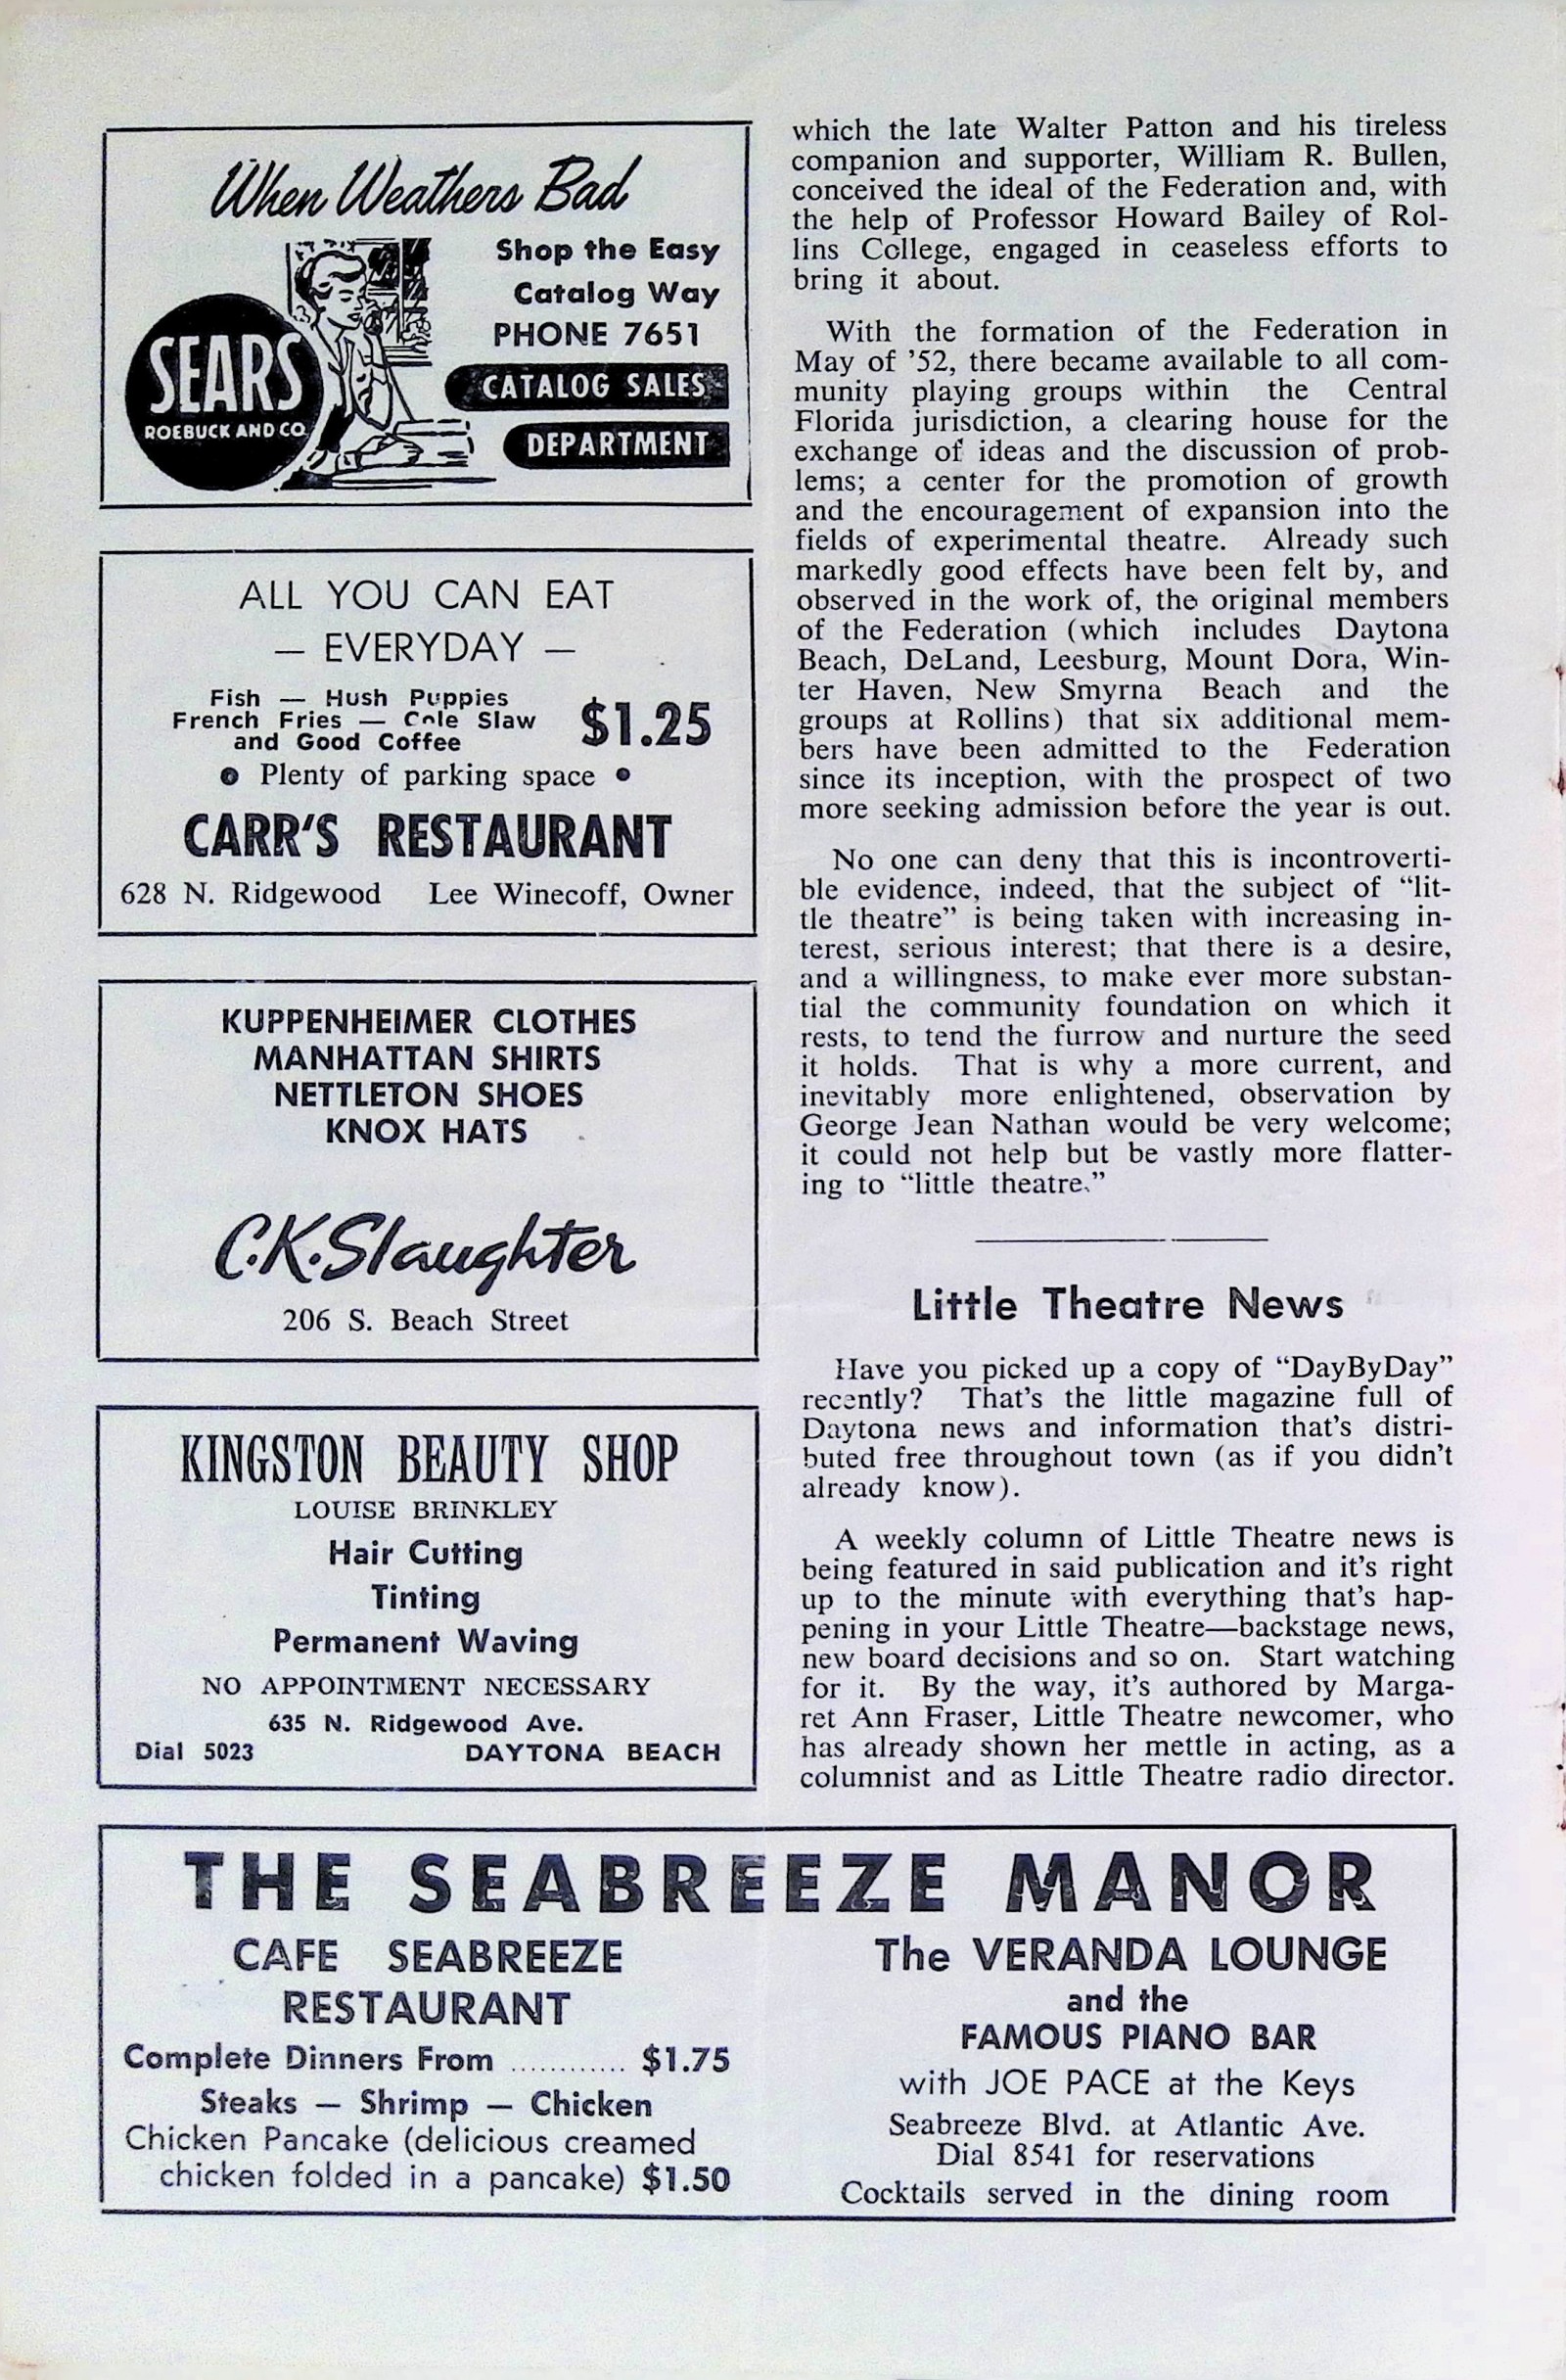 When Weathers Bad
Shop the Easy
Catalog Way
PHONE 7651
SEARS
ROEBUCK AND CO
CATALOG SALES
DEPARTMENT
ALL YOU CAN EAT
— EVERYDAY —
Fish — Hush Puppies
French Fries — Cole Slaw
and Good Coffee
$1.25
• Plenty of parking space •
CARR'S RESTAURANT
628 N. Ridgewood Lee Winecoff, Owner
KUPPENHEIMER CLOTHES
MANHATTAN SHIRTS
NETTLETON SHOES
KNOX HATS
C.K. Slaughter
206 S. Beach Street
KINGSTON BEAUTY SHOP
LOUISE BRINKLEY
Hair Cutting
Tinting
Permanent Waving
NO APPOINTMENT NECESSARY
635 N. Ridgewood Ave.
Dial 5023 DAYTONA BEACH
which the late Walter Patton and his tireless
companion and supporter, William R. Bullen,
conceived the ideal of the Federation and, with
the help of Professor Howard Bailey of Rol-
lins College, engaged in ceaseless efforts to
bring it about.
With the formation of the Federation in
May of '52, there became available to all com-
munity playing groups within the Central
Florida jurisdiction, a clearing house for the
exchange of ideas and the discussion of prob-
lems; a center for the promotion of growth
and the encouragement of expansion into the
fields of experimental theatre. Already such
markedly good effects have been felt by, and
observed in the work of, the original members
of the Federation (which includes Daytona
Beach, DeLand, Leesburg, Mount Dora, Win-
ter Haven, New Smyrna Beach and the
groups at Rollins) that six additional mem-
bers have been admitted to the Federation
since its inception, with the prospect of two
more seeking admission before the year is out.
No one can deny that this is incontroverti-
ble evidence, indeed, that the subject of "lit-
tle theatre" is being taken with increasing in-
terest, serious interest; that there is a desire,
and a willingness, to make ever more substan-
tial the community foundation on which it
rests, to tend the furrow and nurture the seed
it holds. That is why a more current, and
inevitably more enlightened, observation by
George Jean Nathan would be very welcome;
it could not help but be vastly more flatter-
ing to "little theatre."
Little Theatre News
Have you picked up a copy of "DayByDay"
recently? That's the little magazine full of
Daytona news and information that's distri-
buted free throughout town (as if you didn't
already know).
A weekly column of Little Theatre news is
being featured in said publication and it's right
up to the minute with everything that's hap-
pening in your Little Theatre—backstage news,
new board decisions and so on. Start watching
for it. By the way, it's authored by Marga-
ret Ann Fraser, Little Theatre newcomer, who
has already shown her mettle in acting, as a
columnist and as Little Theatre radio director.
THE SEABREEZE MANOR
CAFE SEABREEZE
RESTAURANT
Complete Dinners From ............ $1.75
Steaks — Shrimp — Chicken
Chicken Pancake (delicious creamed
chicken folded in a pancake) $1.50
The VERANDA LOUNGE
and the
FAMOUS PIANO BAR
with JOE PACE at the Keys
Seabreeze Blvd. at Atlantic Ave.
Dial 8541 for reservations
Cocktails served in the dining room